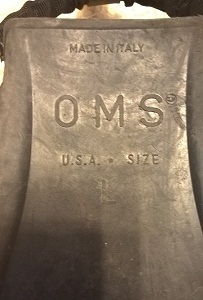 MADE IN ITALY
OMS®
U.S.A. • SIZE
L